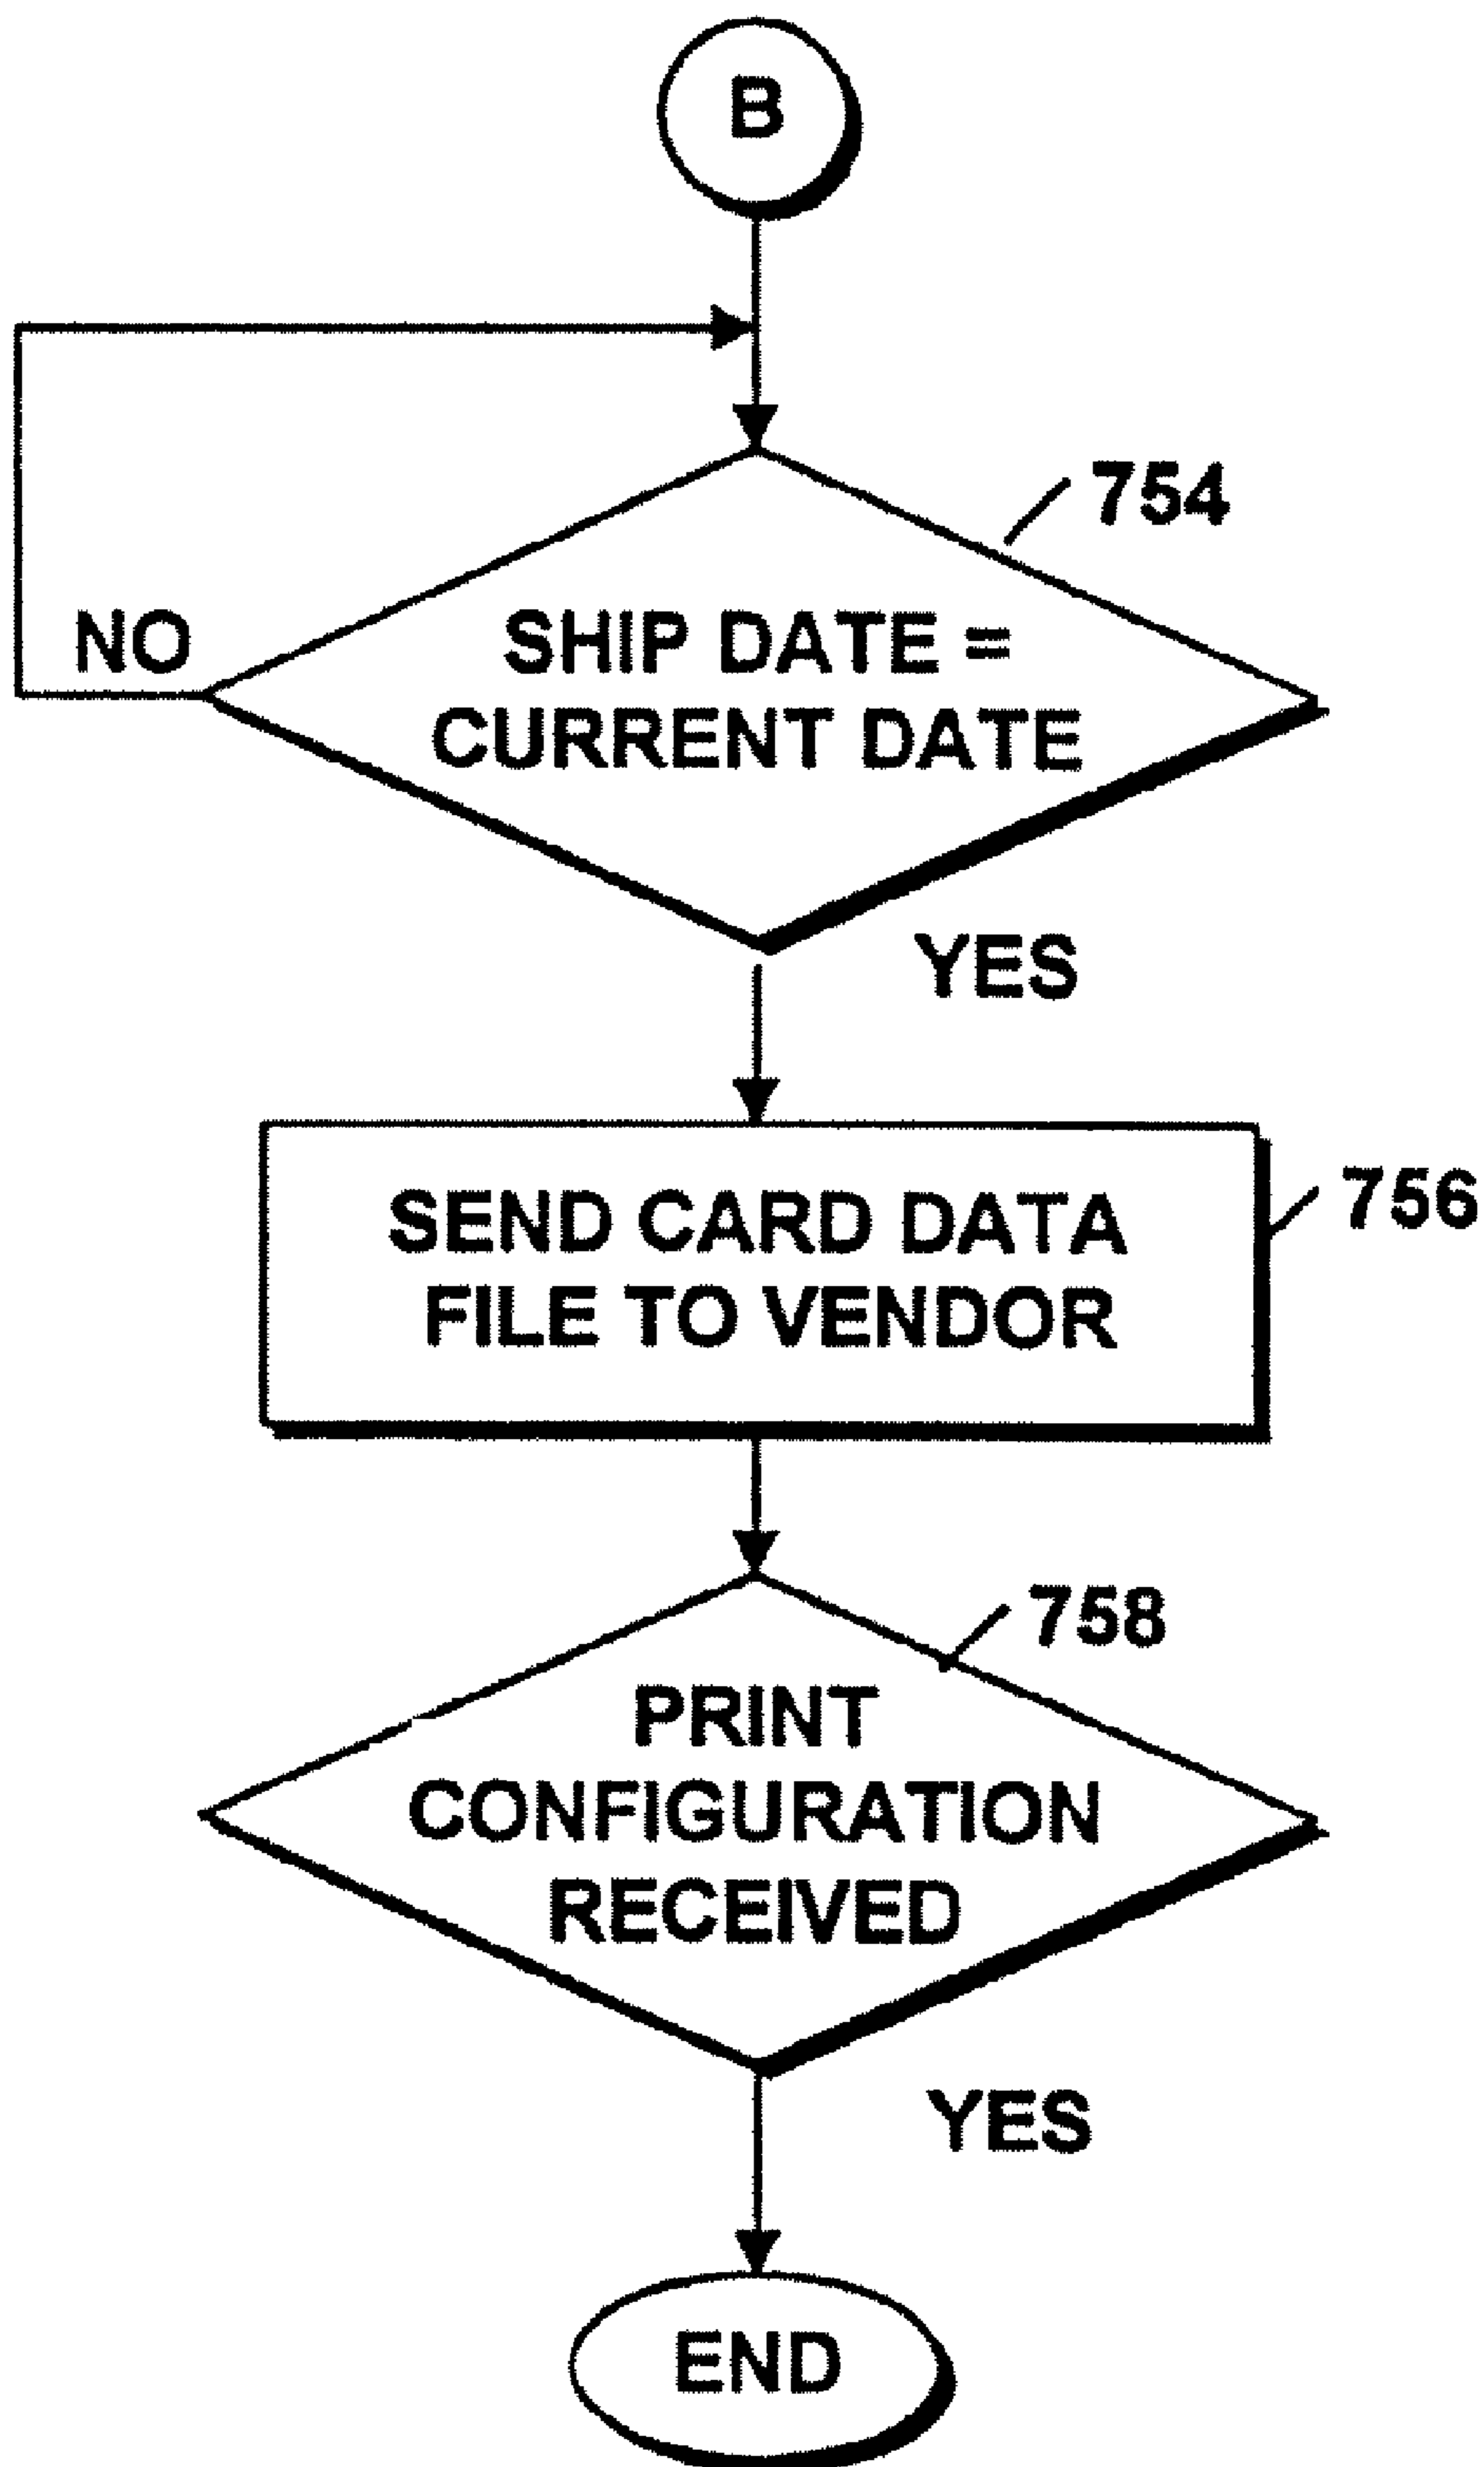 B
754
NO
SHIP DATE =
CURRENT DATE
YES
SEND CARD DATA
FILE TO VENDOR
756
758
PRINT
CONFIGURATION
RECEIVED
YES
END